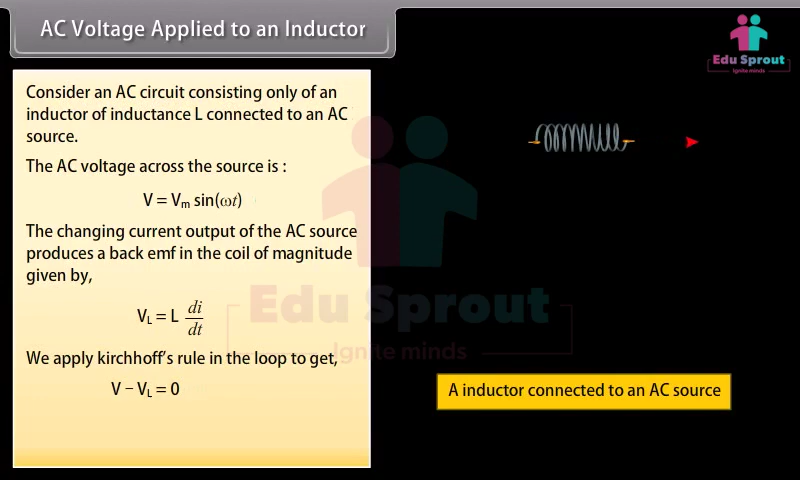 AC Voltage Applied to an Inductor
Edu Sprout
Ignite minds
Consider an AC circuit consisting only of an
inductor of inductance L connected to an AC
source.
The AC voltage across the source is :
V = Vm sin(ωt)
The changing current output of the AC source
produces a back emf in the coil of magnitude
given by,
VL = L di/dt
We apply kirchhoff's rule in the loop to get,
V − VL = 0
Edu Sprout
Ignite minds
A inductor connected to an AC source